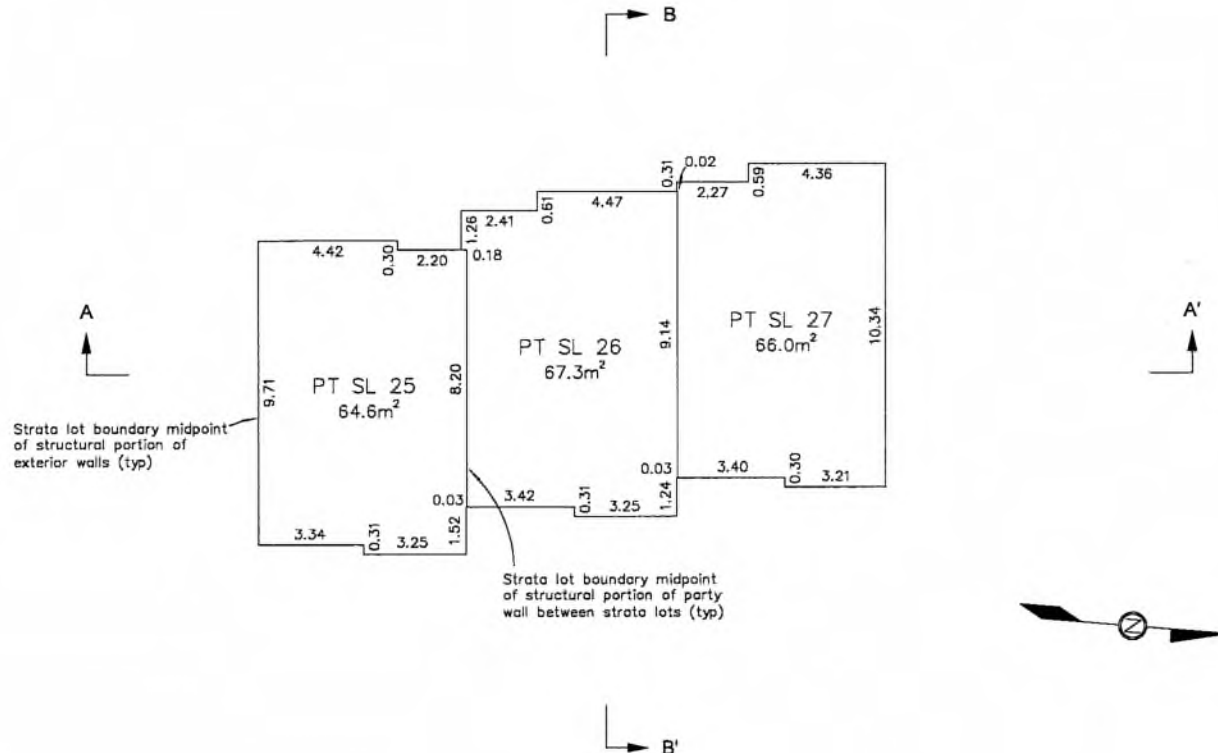 B
0.31
0.02
4.36
0.59
2.27
4.47
0.61
2.41
1.26
4.42
0.30
2.20
0.18
A
A'
PT SL 27
66.0m²
10.34
9.14
PT SL 26
67.3m²
8.20
PT SL 25
64.6m²
9.71
Strata lot boundary midpoint
of structural portion of
exterior walls (typ)
0.03
3.40
0.30
3.21
1.24
0.03
3.42
0.31
3.25
1.52
3.34
0.31
3.25
Strata lot boundary midpoint
of structural portion of party
wall between strata lots (typ)
N
B'